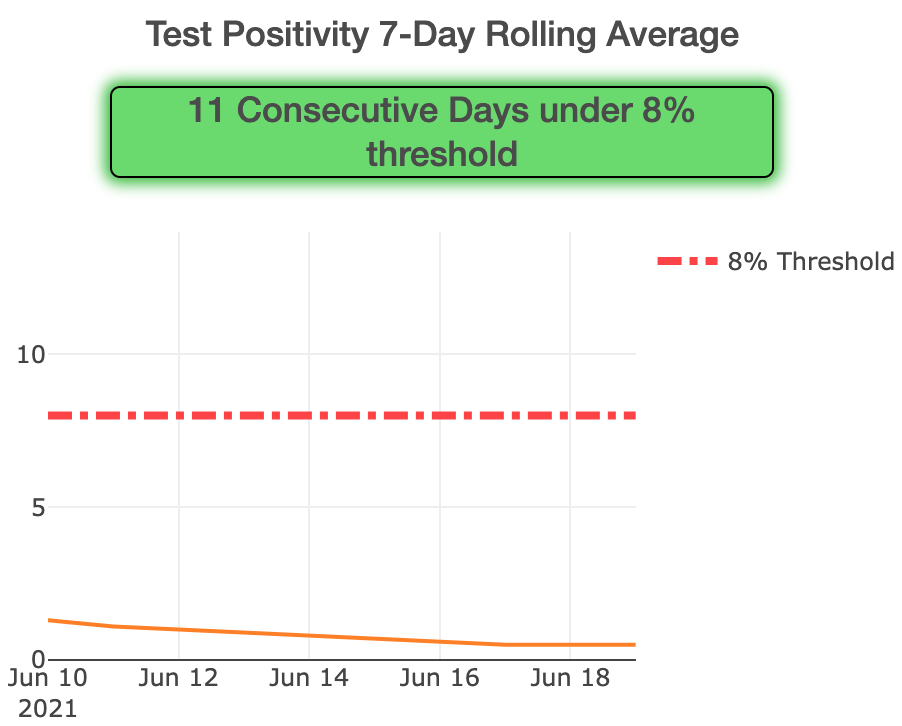 Test Positivity 7-Day Rolling Average
11 Consecutive Days under 8%
threshold
8% Threshold
10
5
0
Jun 10 Jun 12 Jun 14 Jun 16 Jun 18
2021